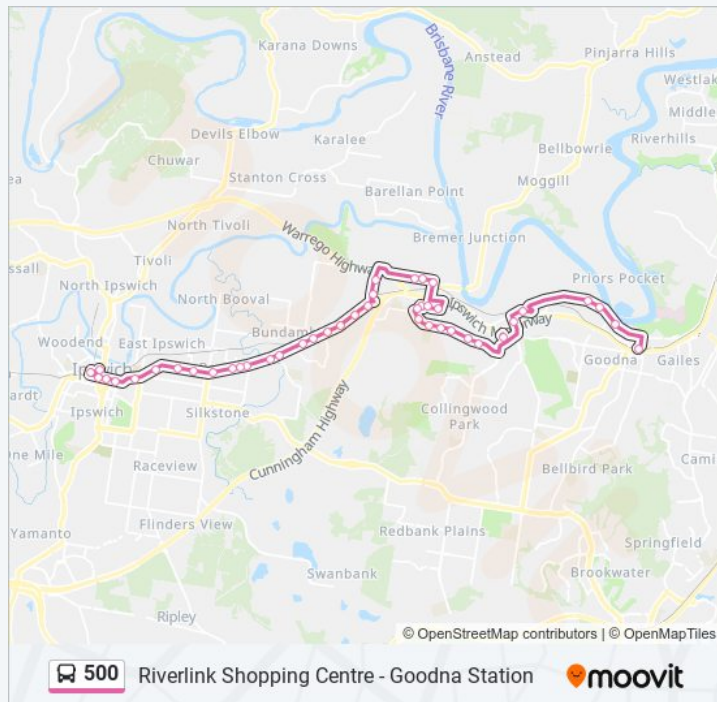 Karana Downs
Anstead
Pinjarra Hills
Brisbane River
Westlak
Middle
Devils Elbow
Karalee
Riverhills
Chuwar
Bellbowrie
Stanton Cross
Moggill
Barellan Point
North Tivoli
Warrego Highway
Bremer Junction
Tivoli
Priors Pocket
North Ipswich
North Booval
Ipswich
Bundam
Woodend
East Ipswich
Ipswich
Goodna
Gailes
Ipswich
Silkstone
Collingwood
Park
One Mile
Raceview
Cunningham Highway
Bellbird Park
Cami
Yamanto
Flinders View
Redbank Plains
Springfield
Swanbank
Brookwater
Ripley
© OpenStreetMap contributors | © OpenMapTiles
500 Riverlink Shopping Centre - Goodna Station
moovit